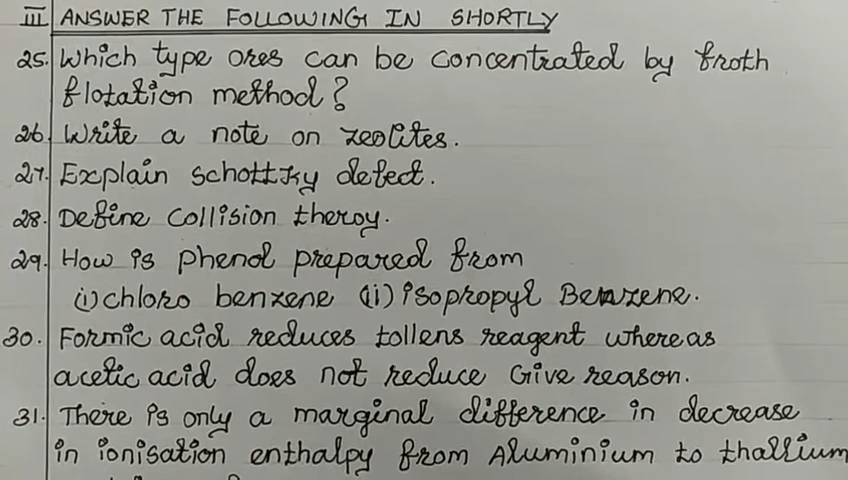 III ANSWER THE FOLLOWING IN SHORTLY
25. Which type ores can be concentrated by froth
flotation method?
26. Write a note on zeolites.
27. Explain schottky defect.
28. Define collision theroy.
29. How is phenol prepared from
(i) chloro benzene (ii) isopropyl Benzene.
30. Formic acid reduces tollens reagent whereas
acetic acid does not reduce Give reason.
31. There is only a marginal difference in decrease
in ionisation enthalpy from Aluminium to thallium